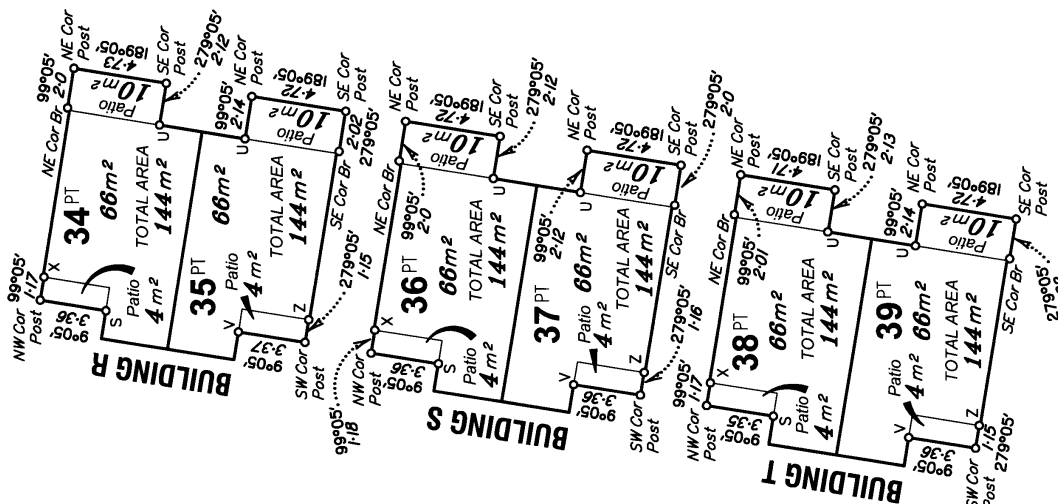 BUILDING R
34 PT
66m²
TOTAL AREA
144m²
Patio
10m²
Patio
4m²
NW Cor
Post
99°05'
1·17
X
9°05'
3·36
S
NE Cor Br
99°05'
2·0
NE Cor
Post
4·73
189°05'
SE Cor
Post
279°05'
2·12
U
35 PT
66m²
TOTAL AREA
144m²
Patio
10m²
Patio
4m²
V
9°05'
3·37
SW Cor
Post
Z
279°05'
1·15
U
99°05'
2·14
NE Cor
Post
4·72
189°05'
SE Cor
Post
2·02
279°05'
SE Cor Br
BUILDING S
36 PT
66m²
TOTAL AREA
144m²
Patio
10m²
Patio
4m²
99°05'
1·18
NW Cor
Post
X
9°05'
3·36
S
NE Cor Br
99°05'
2·0
NE Cor
Post
4·72
189°05'
SE Cor
Post
279°05'
2·12
U
37 PT
66m²
TOTAL AREA
144m²
Patio
10m²
Patio
4m²
V
9°05'
3·36
SW Cor
Post
Z
279°05'
1·16
U
99°05'
2·12
NE Cor
Post
4·72
189°05'
SE Cor
Post
279°05'
2·0
SE Cor Br
BUILDING T
38 PT
66m²
TOTAL AREA
144m²
Patio
10m²
Patio
4m²
NW Cor
Post
99°05'
1·17
X
9°05'
3·35
S
NE Cor Br
99°05'
2·01
NE Cor
Post
4·71
189°05'
SE Cor
Post
279°05'
2·13
U
39 PT
66m²
TOTAL AREA
144m²
Patio
10m²
Patio
4m²
V
9°05'
3·36
SW Cor
Post
Z
1·15
279°05'
U
99°05'
2·14
NE Cor
Post
4·72
189°05'
SE Cor
Post
279°05'
SE Cor Br